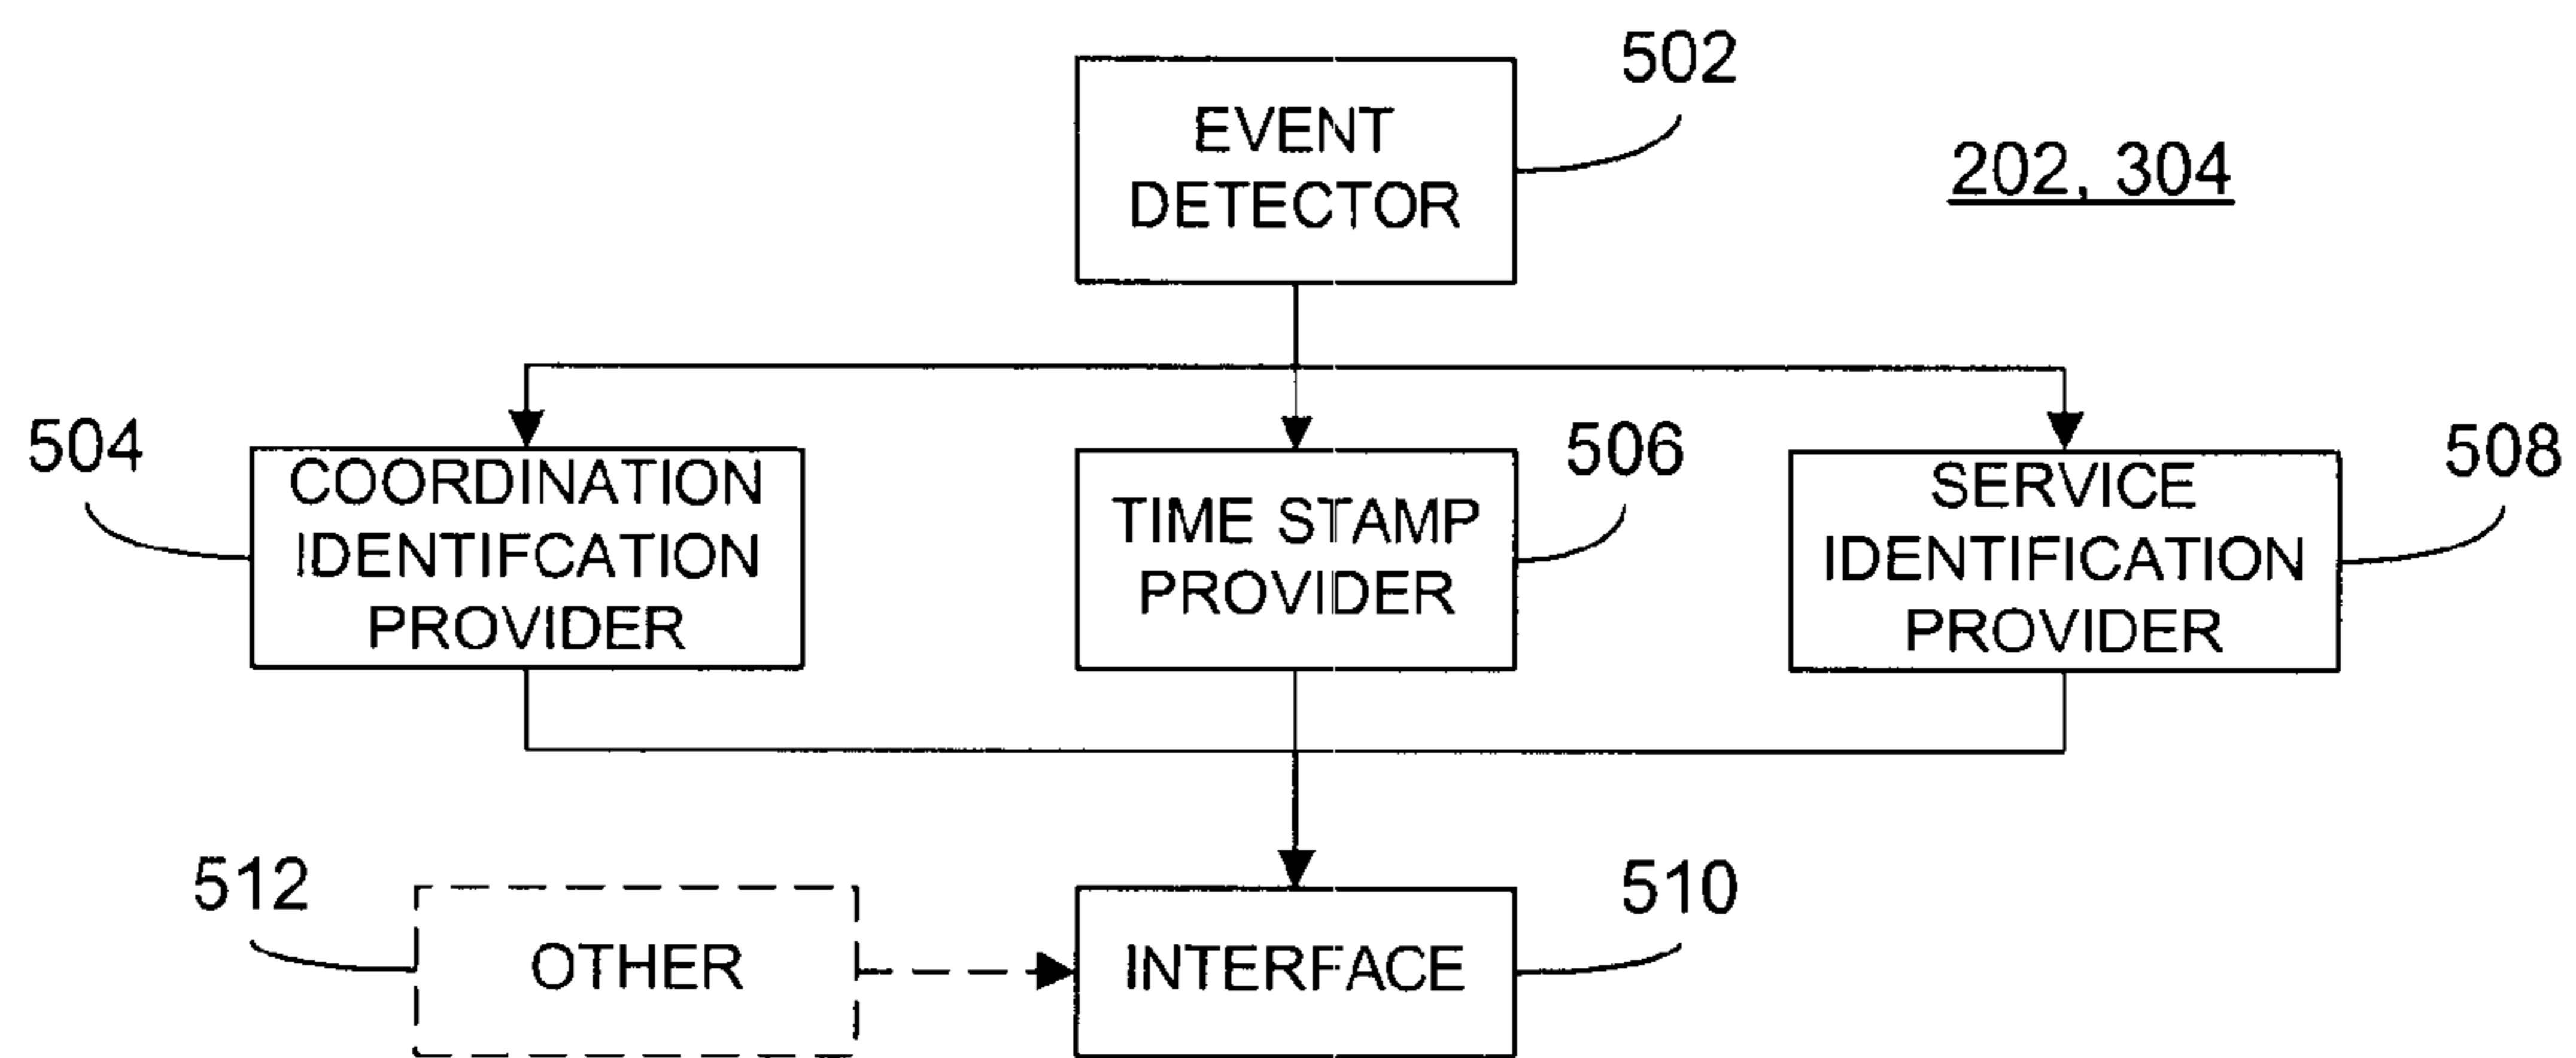 502
EVENT
DETECTOR
202, 304
504
COORDINATION
IDENTIFCATION
PROVIDER
506
TIME STAMP
PROVIDER
508
SERVICE
IDENTIFICATION
PROVIDER
512
OTHER
510
INTERFACE